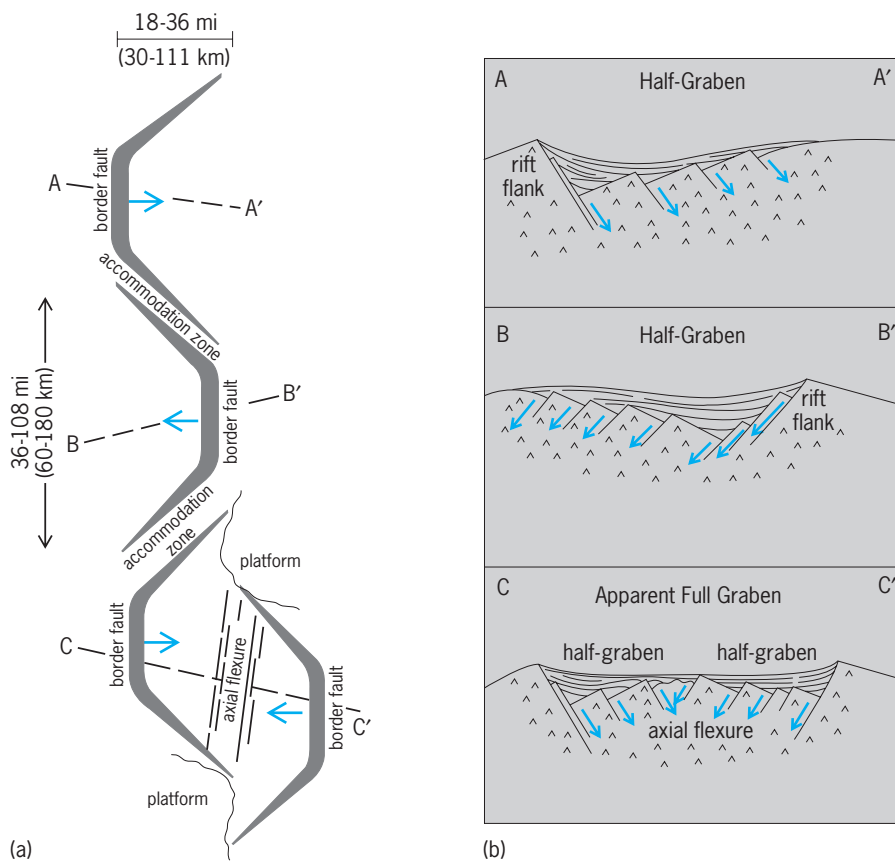 18-36 mi
(30-111 km)
border fault
A
A′
accommodation zone
36-108 mi
(60-180 km)
B
B′
border fault
accommodation
zone
platform
border fault
C
axial flexure
C′
border fault
platform
(a)
A
Half-Graben
A′
rift
flank
B
Half-Graben
B′
rift
flank
C
Apparent Full Graben
C′
half-graben
half-graben
axial flexure
(b)